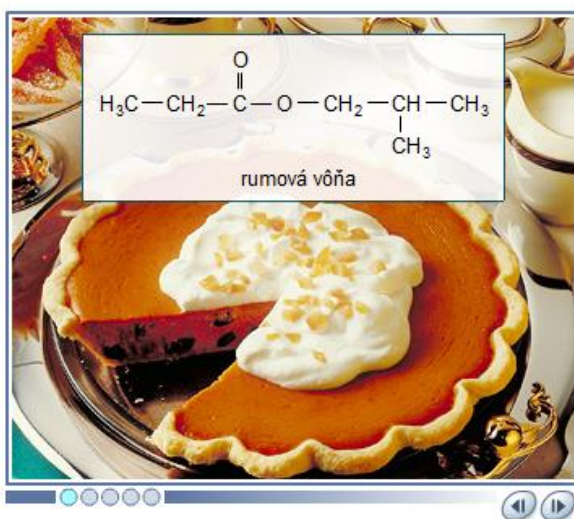 O
H₃C—CH₂—C—O—CH₂—CH—CH₃
CH₃
rumová vôňa